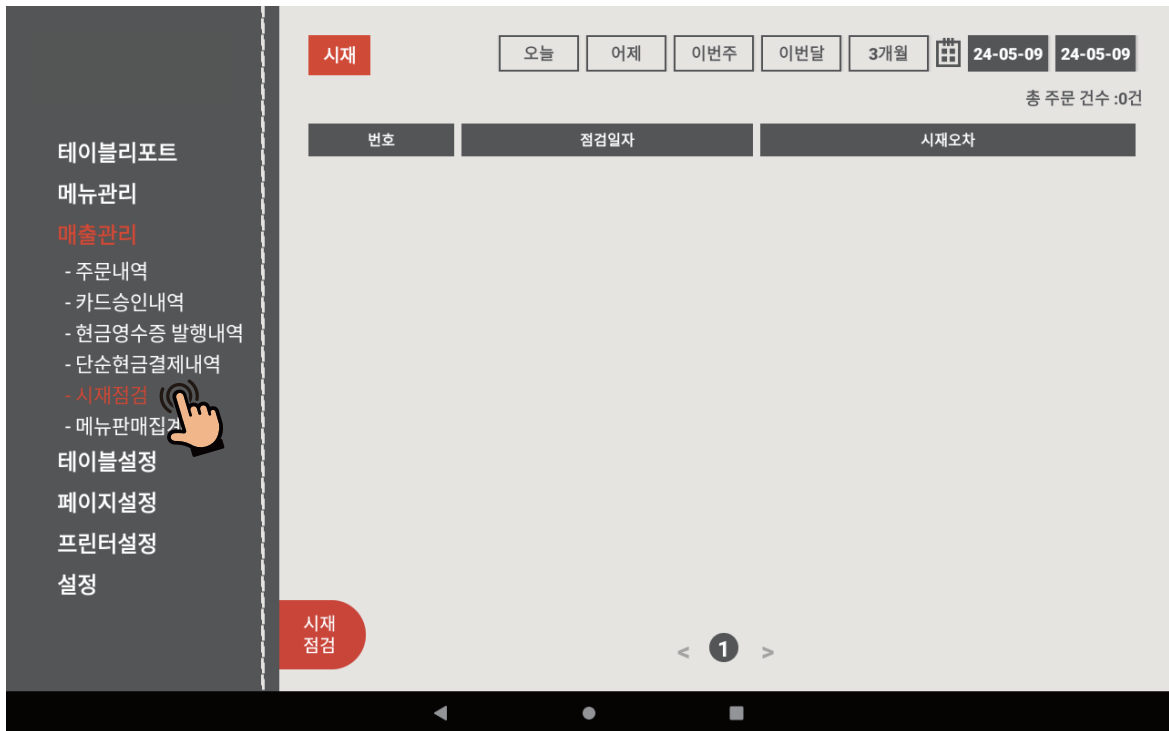 테이블리포트
메뉴관리
매출관리
- 주문내역
- 카드승인내역
- 현금영수증 발행내역
- 단순현금결제내역
- 시재점검
- 메뉴판매집계
테이블설정
페이지설정
프린터설정
설정
시재
오늘 어제 이번주 이번달 3개월 24-05-09 24-05-09
총 주문 건수 :0건
번호 점검일자 시재오차
시재
점검
< 1 >